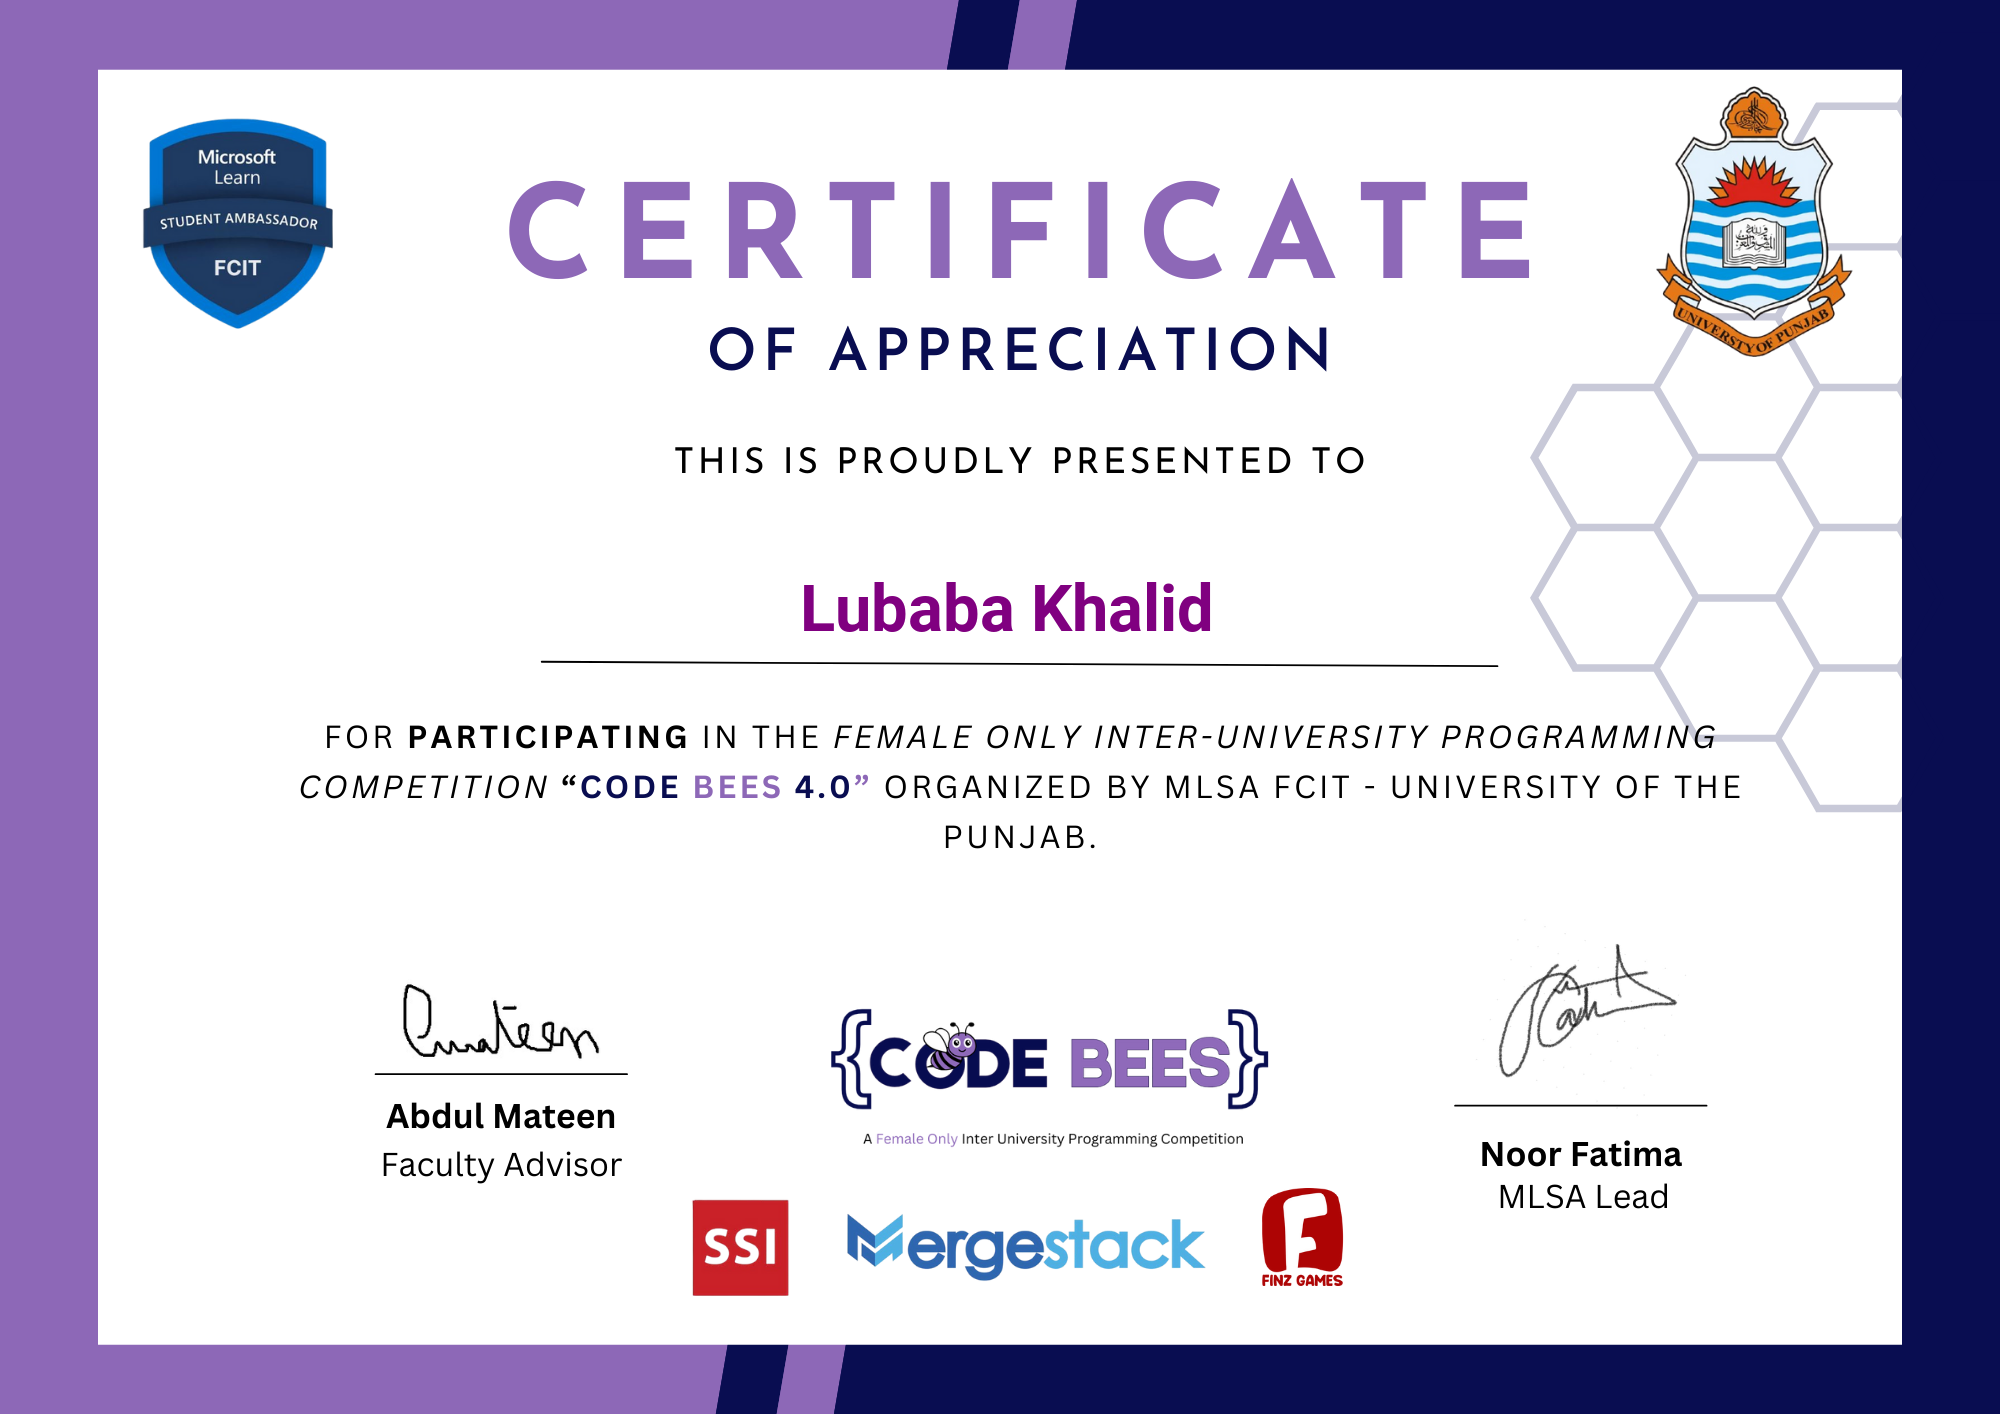 Microsoft
Learn
STUDENT AMBASSADOR
FCIT
UNIVERSTY OF PUNJAB
CERTIFICATE
OF APPRECIATION
THIS IS PROUDLY PRESENTED TO
Lubaba Khalid
FOR PARTICIPATING IN THE FEMALE ONLY INTER-UNIVERSITY PROGRAMMING
COMPETITION “CODE BEES 4.0” ORGANIZED BY MLSA FCIT - UNIVERSITY OF THE
PUNJAB.
Amateen
Abdul Mateen
Faculty Advisor
{CODE BEES}
A Female Only Inter University Programming Competition
Noor Fatima
MLSA Lead
SSI
Mergestack
F
FINZ GAMES